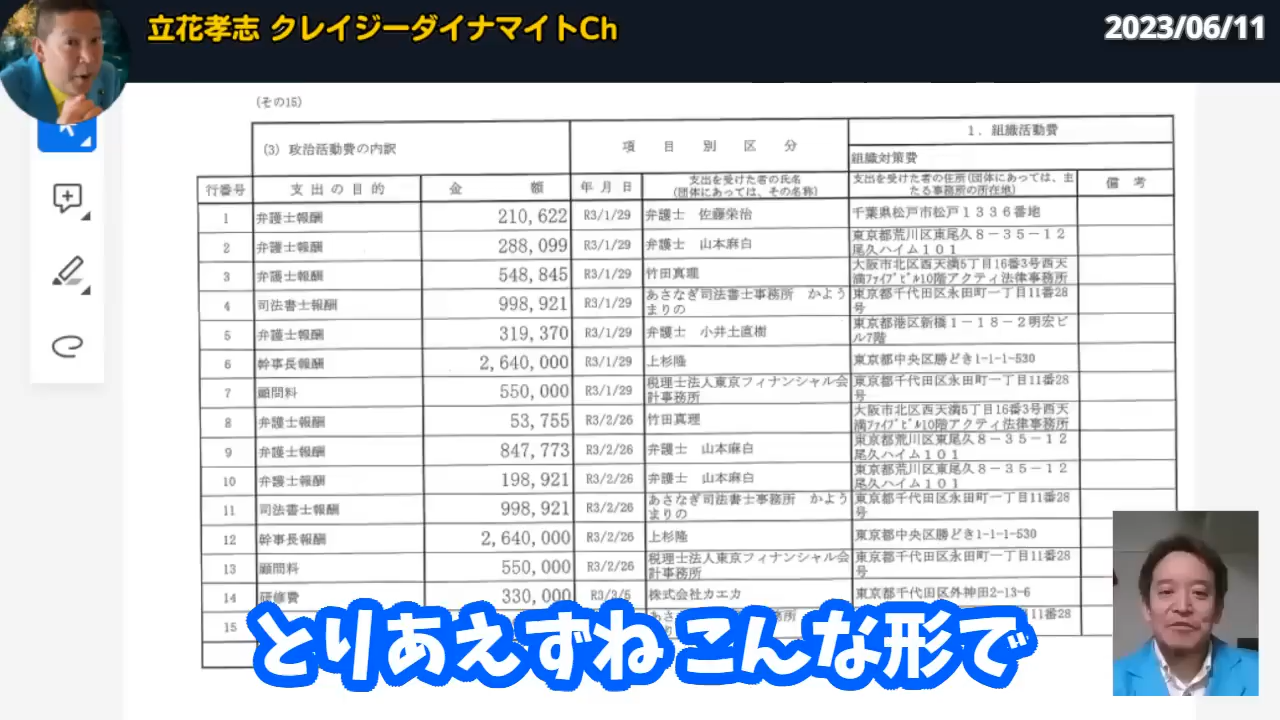 立花孝志 クレイジーダイナマイトCh
2023/06/11
(その15)
(3) 政治活動費の内訳
項 目 別 区 分
1. 組織活動費
組織対策費
行番号 支出の目的 金 額 年月日 支出を受けた者の氏名(団体にあっては、その名称) 支出を受けた者の住所(団体にあっては、主たる事務所の所在地) 備 考
1 弁護士報酬 210,622 R3/1/29 弁護士 佐藤栄治 千葉県松戸市松戸1336番地
2 弁護士報酬 288,099 R3/1/29 弁護士 山本麻白 東京都荒川区東尾久8-35-12尾久ハイム101
3 弁護士報酬 548,845 R3/1/29 竹田真理 大阪市北区西天満5丁目16番3号西天満ﾌｧｲﾌﾞﾋﾞﾙ10階アクティ法律事務所
4 司法書士報酬 998,921 R3/1/29 あさなぎ司法書士事務所 かようまりの 東京都千代田区永田町一丁目11番28号
5 弁護士報酬 319,370 R3/1/29 弁護士 小井土直樹 東京都港区新橋1-18-2明宏ビル7階
6 幹事長報酬 2,640,000 R3/1/29 上杉隆 東京都中央区勝どき1-1-1-530
7 顧問料 550,000 R3/1/29 税理士法人東京フィナンシャル会計事務所 東京都千代田区永田町一丁目11番28号
8 弁護士報酬 53,755 R3/2/26 竹田真理 大阪市北区西天満5丁目16番3号西天満ﾌｧｲﾌﾞﾋﾞﾙ10階アクティ法律事務所
9 弁護士報酬 847,773 R3/2/26 弁護士 山本麻白 東京都荒川区東尾久8-35-12尾久ハイム101
10 弁護士報酬 198,921 R3/2/26 弁護士 山本麻白 東京都荒川区東尾久8-35-12尾久ハイム101
11 司法書士報酬 998,921 R3/2/26 あさなぎ司法書士事務所 かようまりの 東京都千代田区永田町一丁目11番28号
12 幹事長報酬 2,640,000 R3/2/26 上杉隆 東京都中央区勝どき1-1-1-530
13 顧問料 550,000 R3/2/26 税理士法人東京フィナンシャル会計事務所 東京都千代田区永田町一丁目11番28号
14 研修費 330,000 R3/3/5 株式会社カエカ 東京都千代田区外神田2-13-6
15
とりあえずね こんな形で